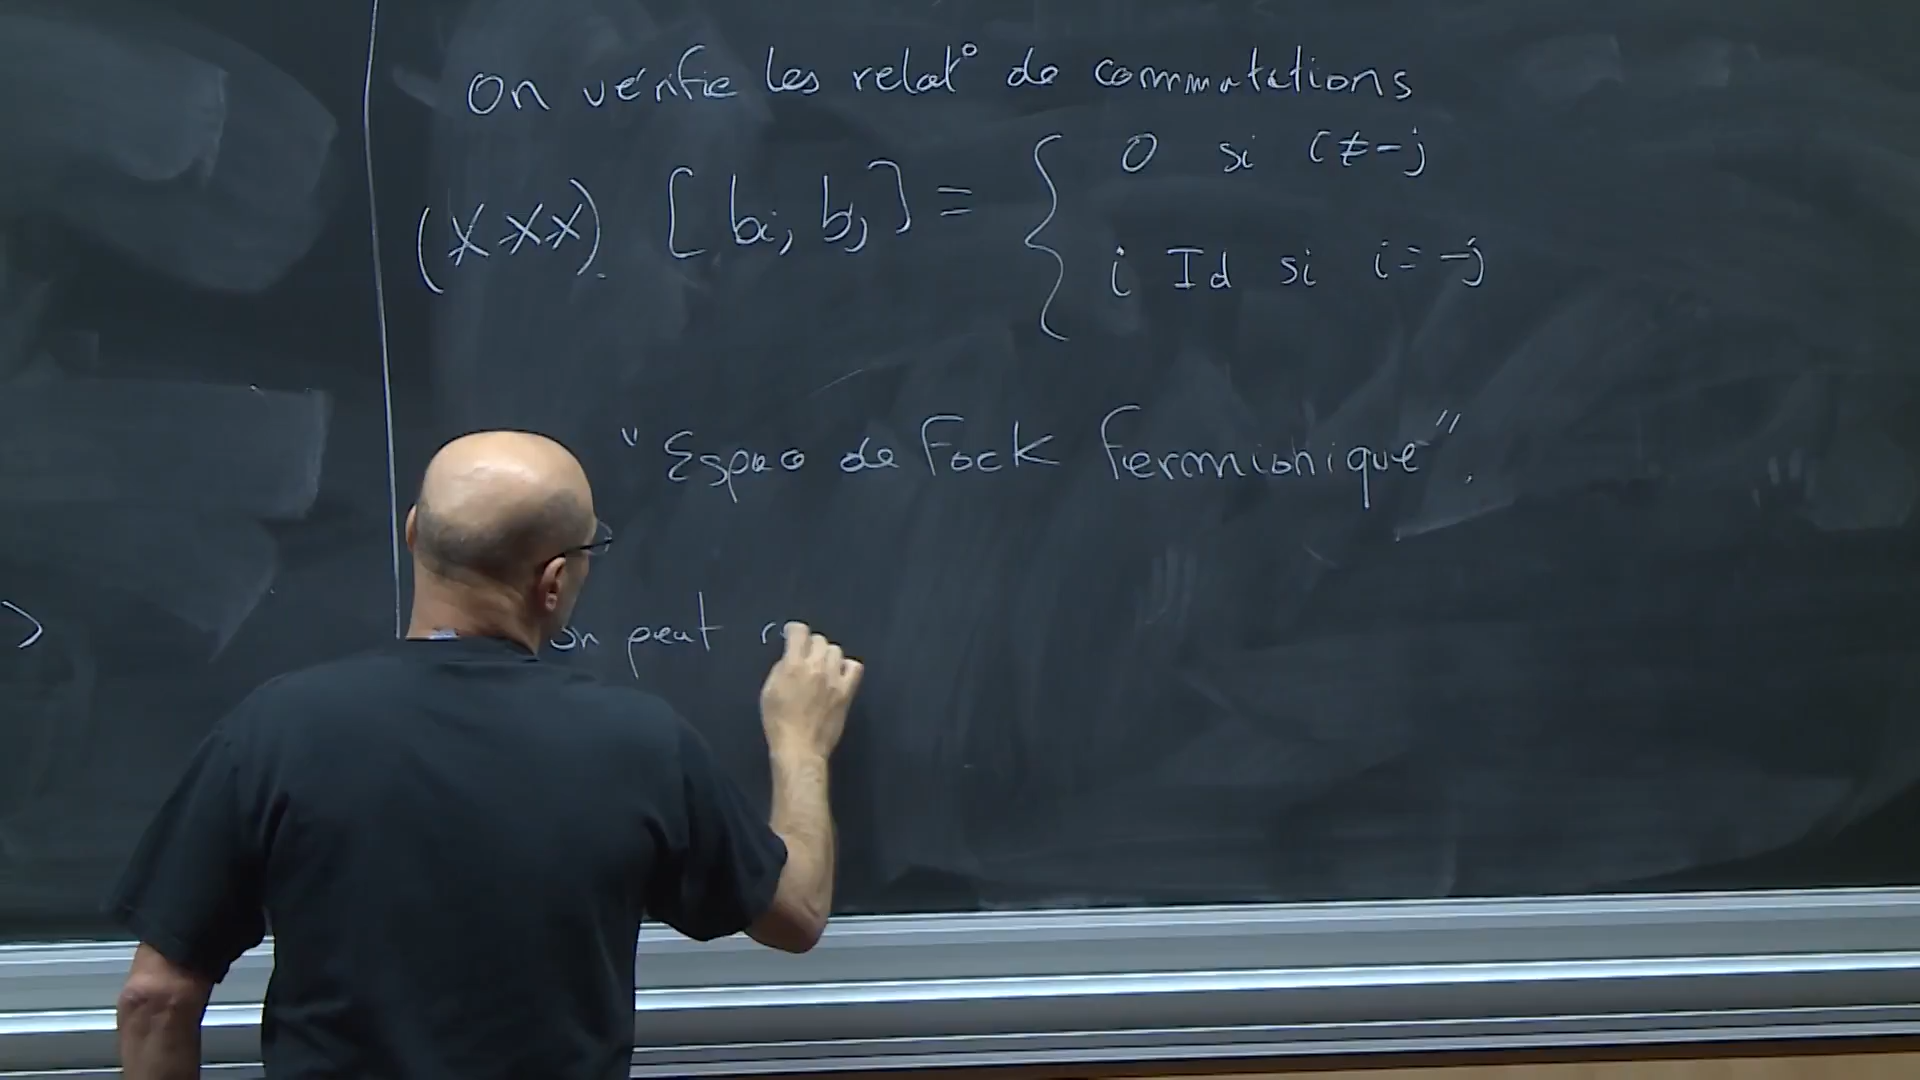 On vérifie les relat° de commutations
(XXX). [bi, bj] = { 0 si i ≠ -j
i Id si i = -j
"Espace de Fock Fermionique".
on peut
>